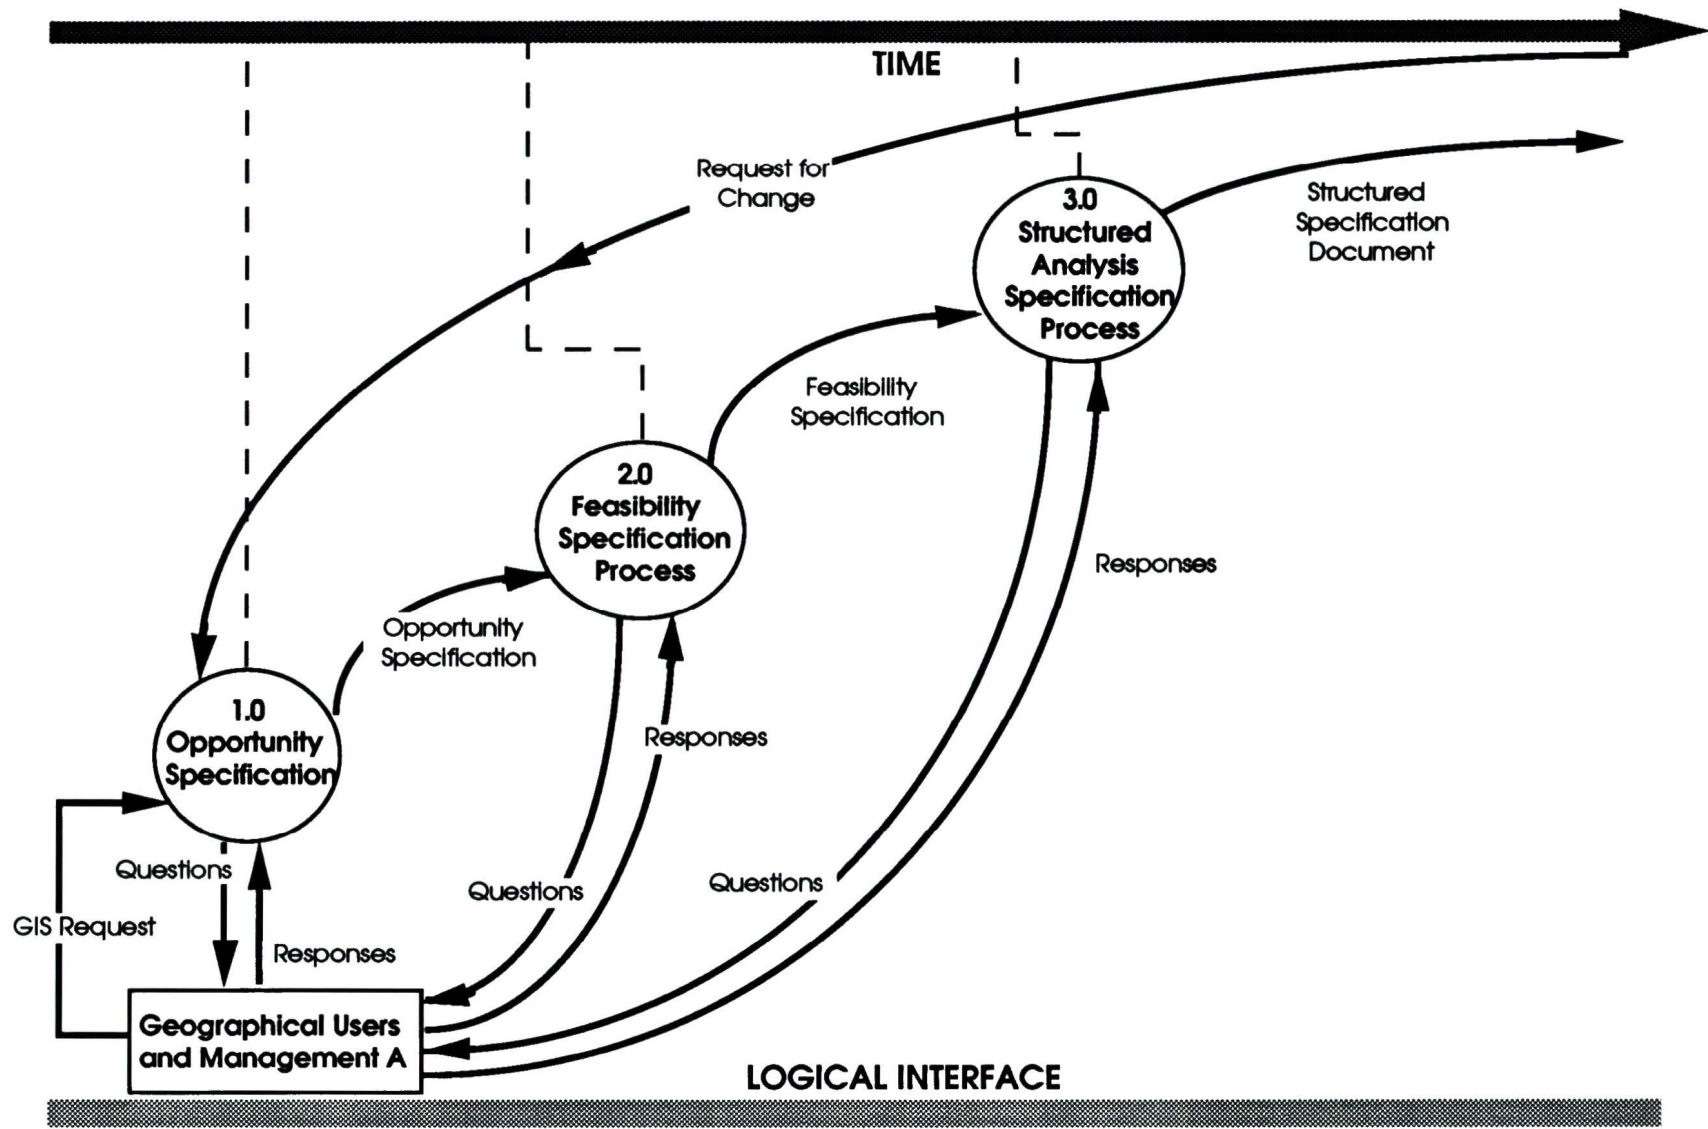 TIME
Request for
Change
3.0
Structured
Analysis
Specification
Process
Structured
Specification
Document
Feasibility
Specification
2.0
Feasibility
Specification
Process
Responses
Opportunity
Specification
1.0
Opportunity
Specification
Responses
Questions
Questions
Questions
GIS Request
Responses
Geographical Users
and Management A
LOGICAL INTERFACE